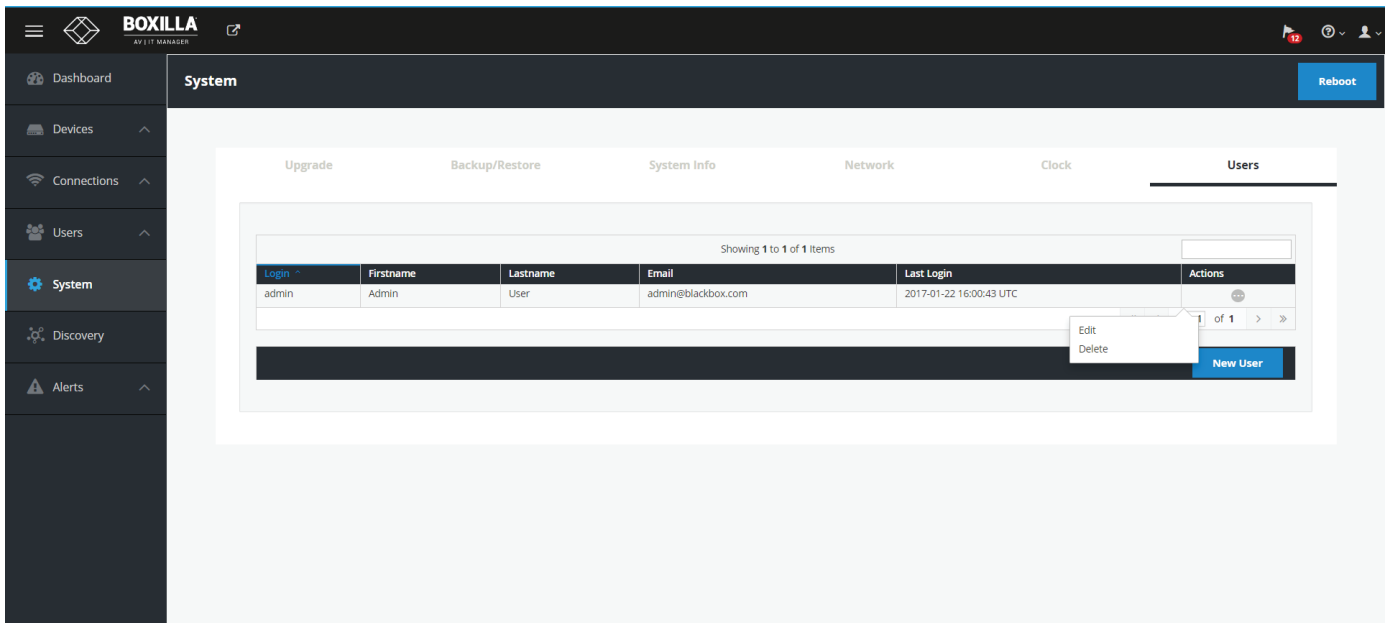 BOXILLA
AV | IT MANAGER
12
Dashboard
System
Reboot
Devices
Connections
Users
System
Discovery
Alerts
Upgrade
Backup/Restore
System Info
Network
Clock
Users
Showing 1 to 1 of 1 Items
Login
Firstname
Lastname
Email
Last Login
Actions
admin
Admin
User
admin@blackbox.com
2017-01-22 16:00:43 UTC
1 of 1
Edit
Delete
New User